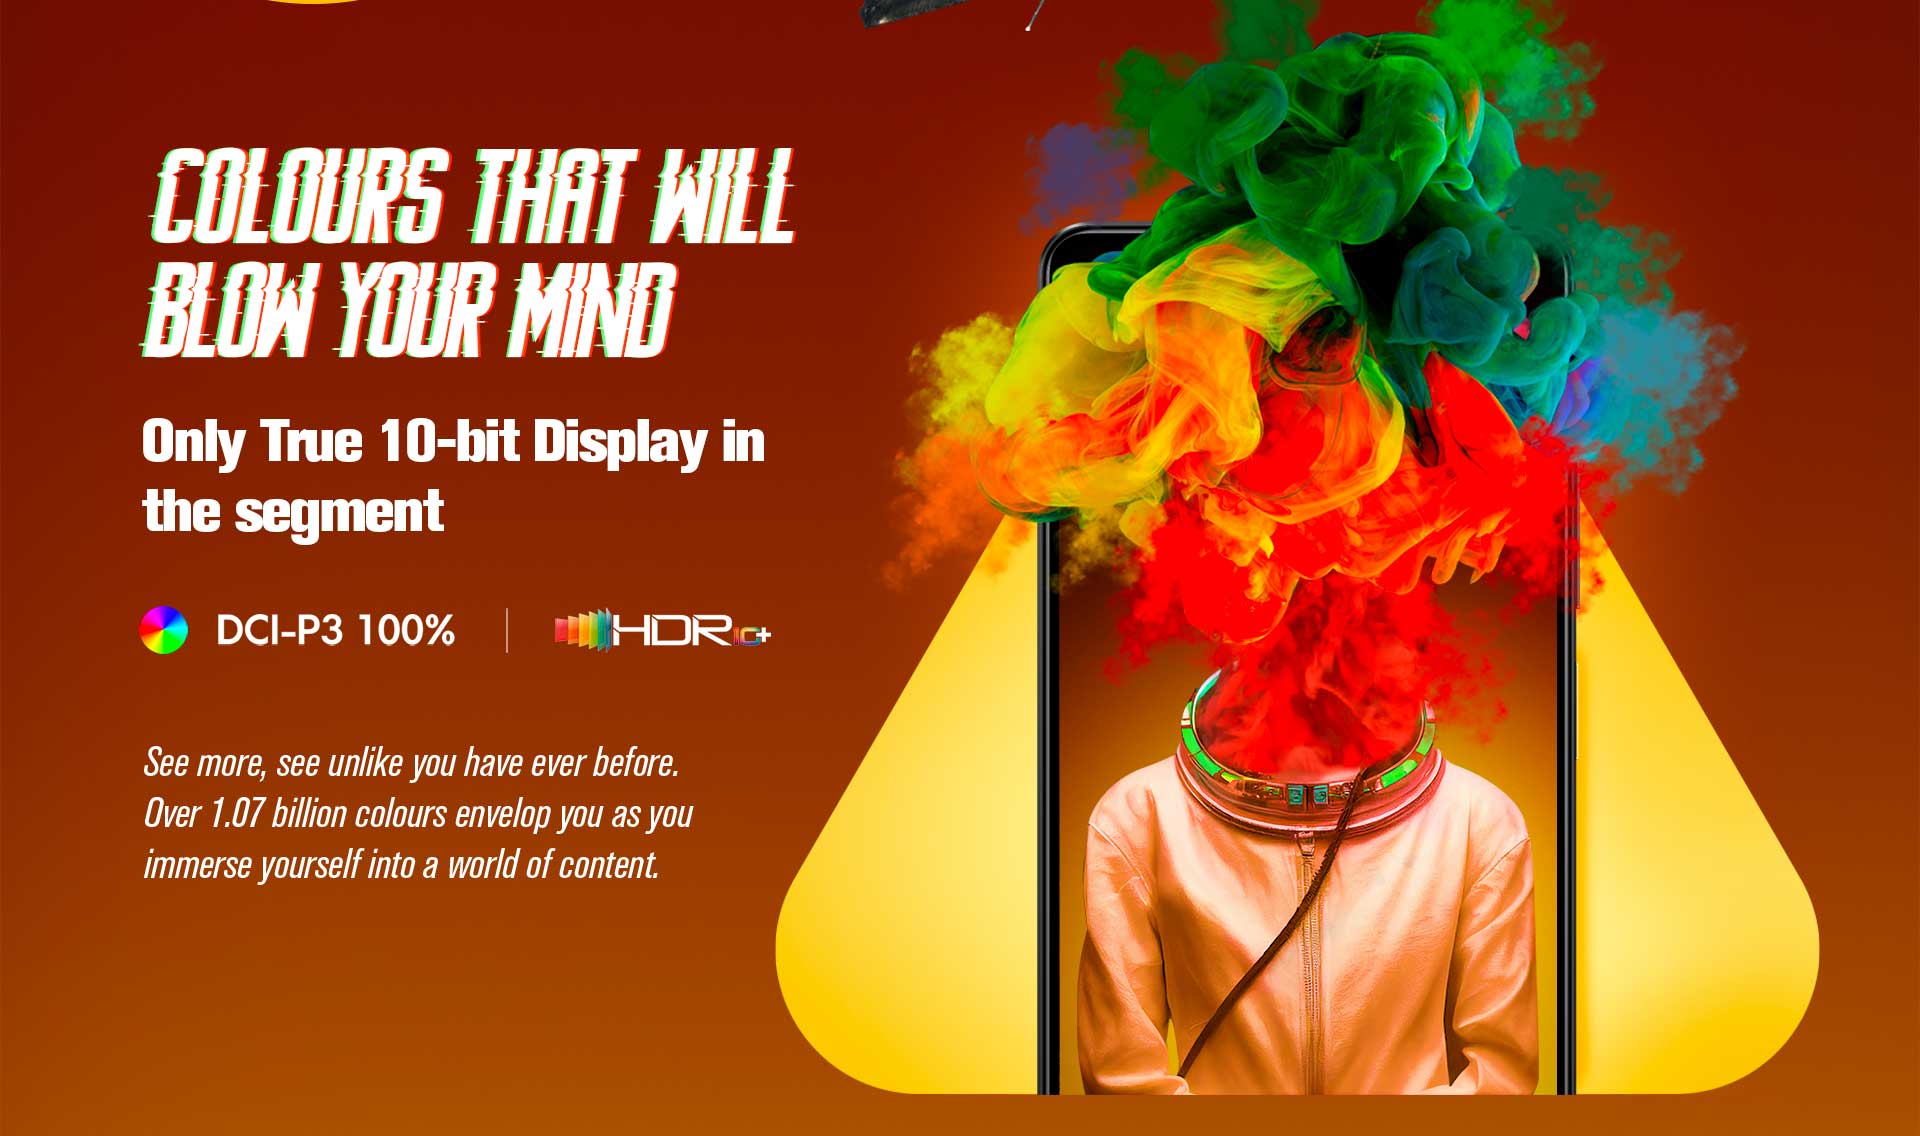 COLOURS THAT WILL
BLOW YOUR MIND
Only True 10-bit Display in
the segment
DCI-P3 100%
HDR10+
See more, see unlike you have ever before.
Over 1.07 billion colours envelop you as you
immerse yourself into a world of content.